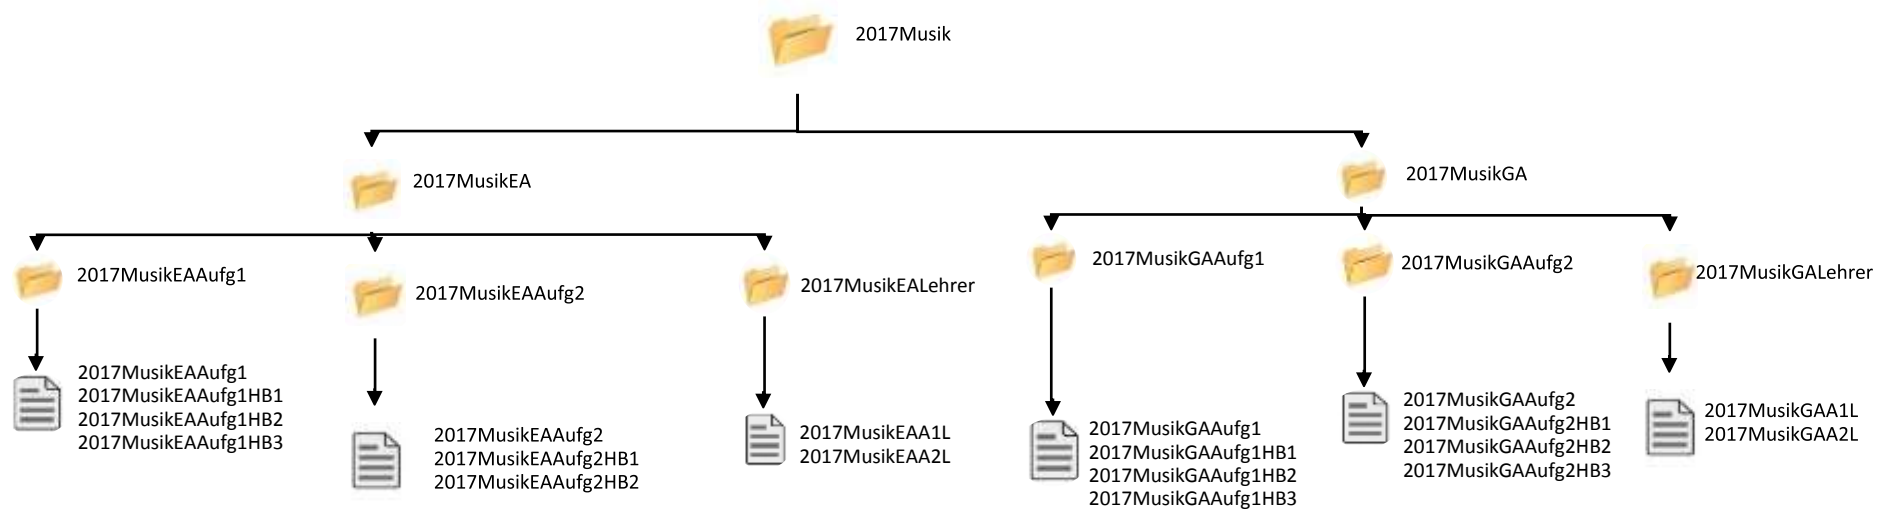 2017Musik
2017MusikEA
2017MusikGA
2017MusikEAAufg1
2017MusikEAAufg2
2017MusikEALehrer
2017MusikGAAufg1
2017MusikGAAufg2
2017MusikGALehrer
2017MusikEAAufg1
2017MusikEAAufg1HB1
2017MusikEAAufg1HB2
2017MusikEAAufg1HB3
2017MusikEAAufg2
2017MusikEAAufg2HB1
2017MusikEAAufg2HB2
2017MusikEAA1L
2017MusikEAA2L
2017MusikGAAufg1
2017MusikGAAufg1HB1
2017MusikGAAufg1HB2
2017MusikGAAufg1HB3
2017MusikGAAufg2
2017MusikGAAufg2HB1
2017MusikGAAufg2HB2
2017MusikGAAufg2HB3
2017MusikGAA1L
2017MusikGAA2L